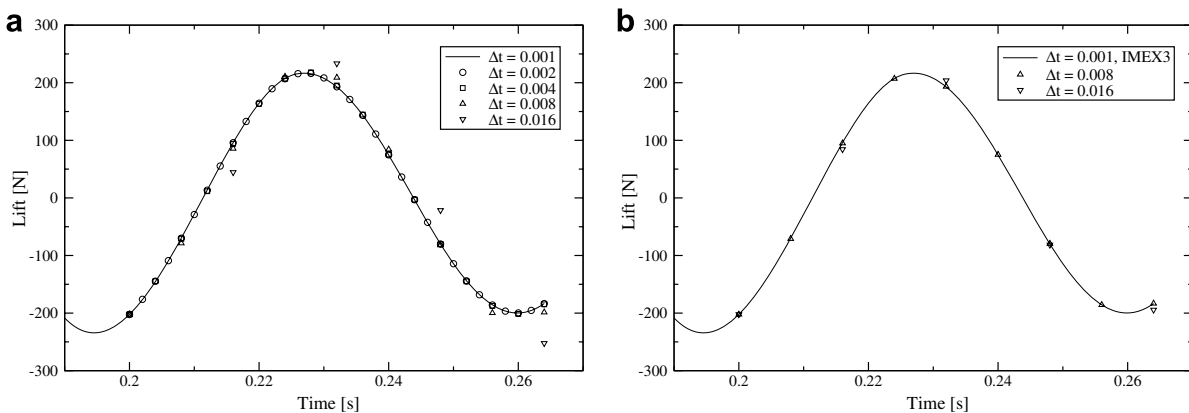 a
300
200
100
0
-100
-200
-300
Lift [N]
0.2
0.22
0.24
0.26
Time [s]
Δt = 0.001
Δt = 0.002
Δt = 0.004
Δt = 0.008
Δt = 0.016
b
300
200
100
0
-100
-200
-300
Lift [N]
0.2
0.22
0.24
0.26
Time [s]
Δt = 0.001, IMEX3
Δt = 0.008
Δt = 0.016